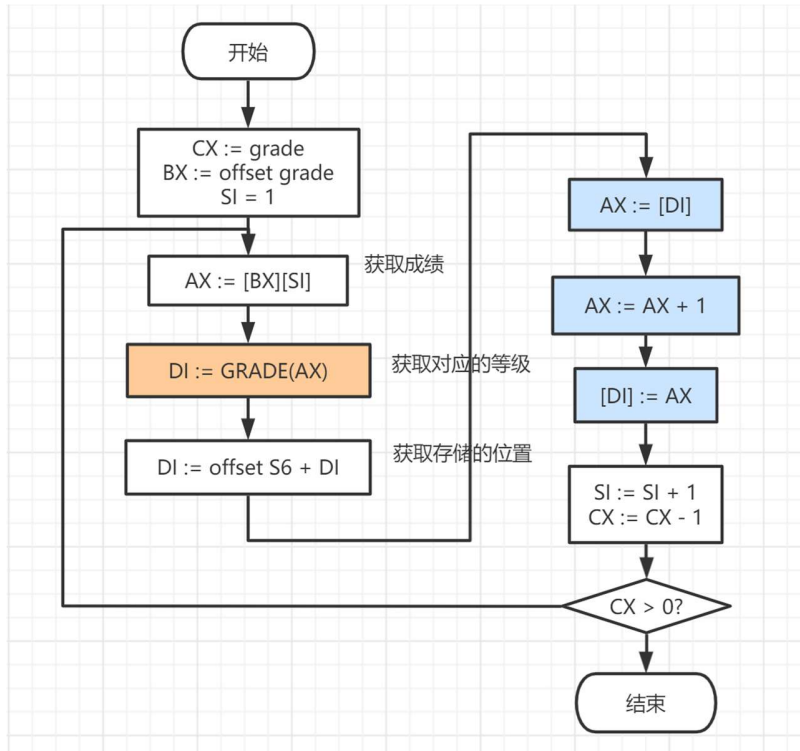 开始
CX := grade
BX := offset grade
SI = 1
AX := [BX][SI]
获取成绩
DI := GRADE(AX)
获取对应的等级
DI := offset S6 + DI
获取存储的位置
AX := [DI]
AX := AX + 1
[DI] := AX
SI := SI + 1
CX := CX - 1
CX > 0?
结束